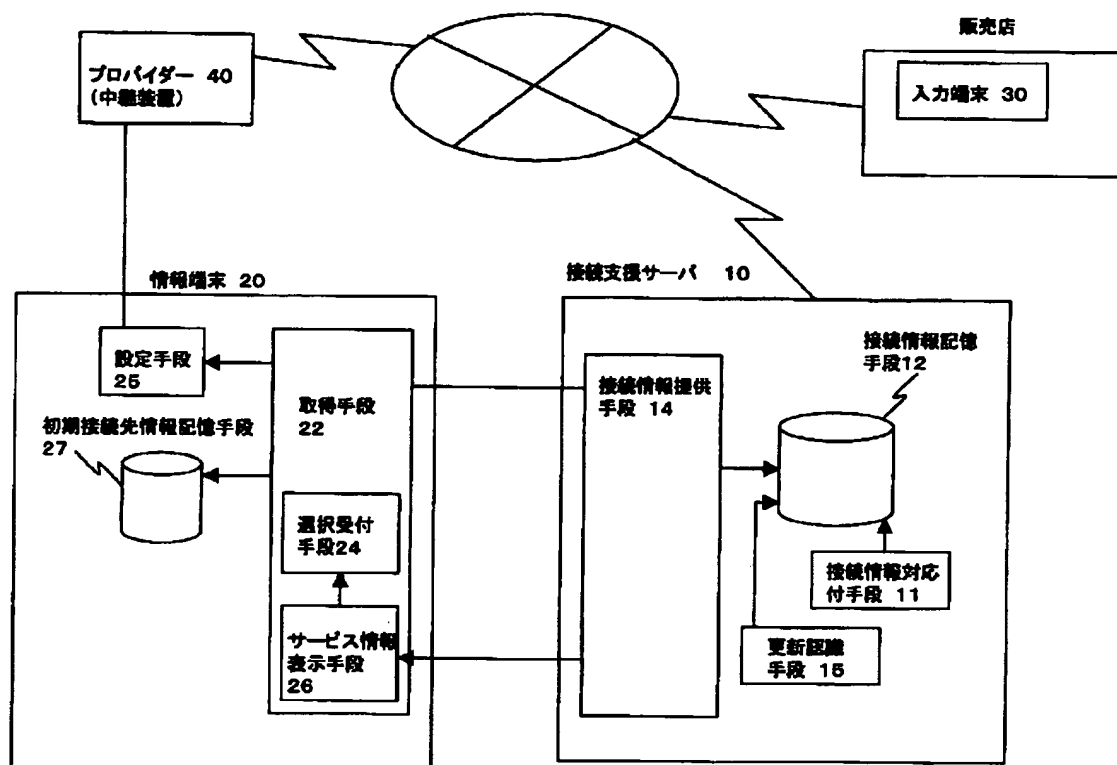 プロバイダー 40
(中継装置)
販売店
入力端末 30
情報端末 20
接続支援サーバ 10
設定手段
25
取得手段
22
初期接続先情報記憶手段
27
選択受付
手段24
サービス情報
表示手段
26
接続情報提供
手段 14
接続情報記憶
手段12
接続情報対応
付手段 11
更新認識
手段 15